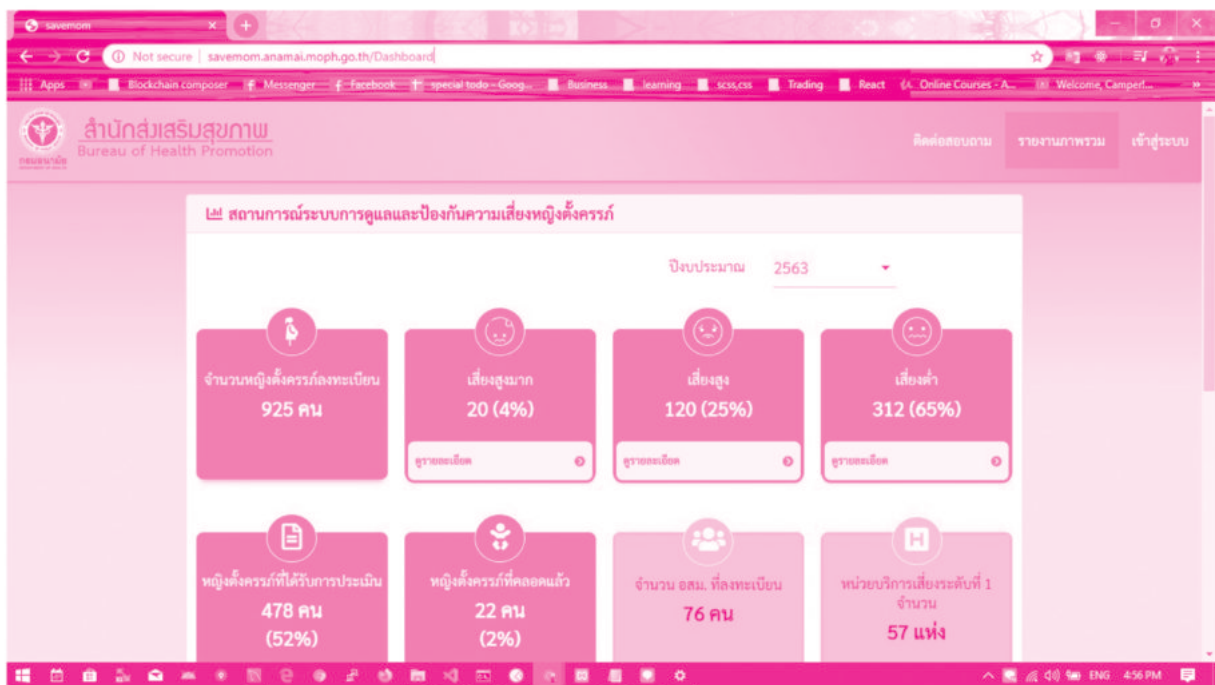 savemom
Not secure savemom.anamai.moph.go.th/Dashboard
Apps Blockchain composer Messenger Facebook special todo - Goog... Business learning scss,css Trading React Online Courses - A... Welcome, Camper!...
สำนักส่งเสริมสุขภาพ
Bureau of Health Promotion
กรมอนามัย
ติดต่อสอบถาม รายงานภาพรวม เข้าสู่ระบบ
สถานการณ์ระบบการดูแลและป้องกันความเสี่ยงหญิงตั้งครรภ์
ปีงบประมาณ 2563
จำนวนหญิงตั้งครรภ์ลงทะเบียน
925 คน
เสี่ยงสูงมาก
20 (4%)
ดูรายละเอียด
เสี่ยงสูง
120 (25%)
ดูรายละเอียด
เสี่ยงต่ำ
312 (65%)
ดูรายละเอียด
หญิงตั้งครรภ์ที่ได้รับการประเมิน
478 คน
(52%)
หญิงตั้งครรภ์ที่คลอดแล้ว
22 คน
(2%)
จำนวน อสม. ที่ลงทะเบียน
76 คน
หน่วยบริการเสี่ยงระดับที่ 1
จำนวน
57 แห่ง
ENG 4:56 PM